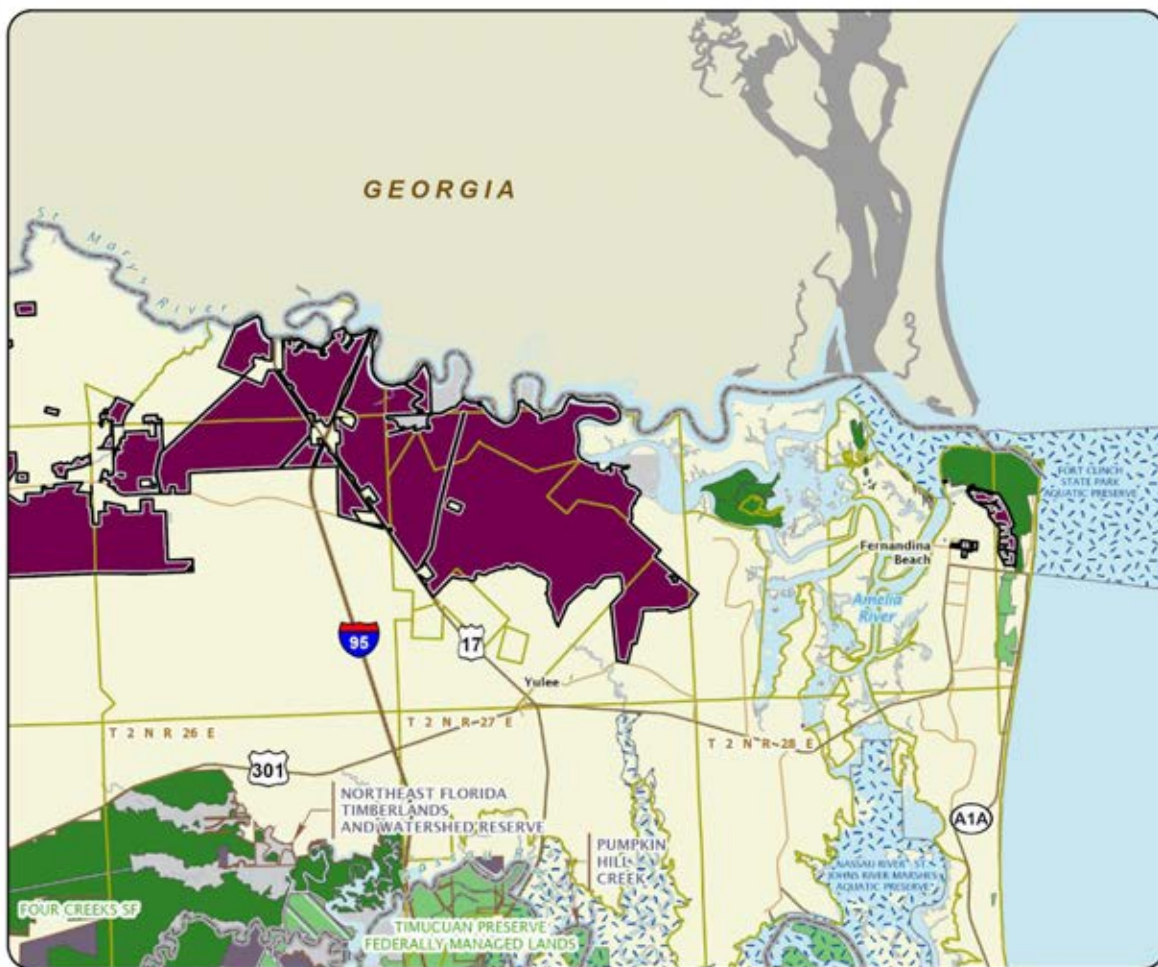 GEORGIA
St. Marys River
Fernandina
Beach
FORT CLINCH
STATE PARK
AQUATIC PRESERVE
Amelia
River
95
17
Yulee
T 2 N R 26 E
T 2 N R 27 E
T 2 N R 28 E
301
NORTHEAST FLORIDA
TIMBERLANDS
AND WATERSHED RESERVE
PUMPKIN
HILL
CREEK
A1A
NASSAU RIVER - ST.
JOHNS RIVER MARSHES
AQUATIC PRESERVE
FOUR CREEKS SF
TIMUCUAN PRESERVE
FEDERALLY MANAGED LANDS